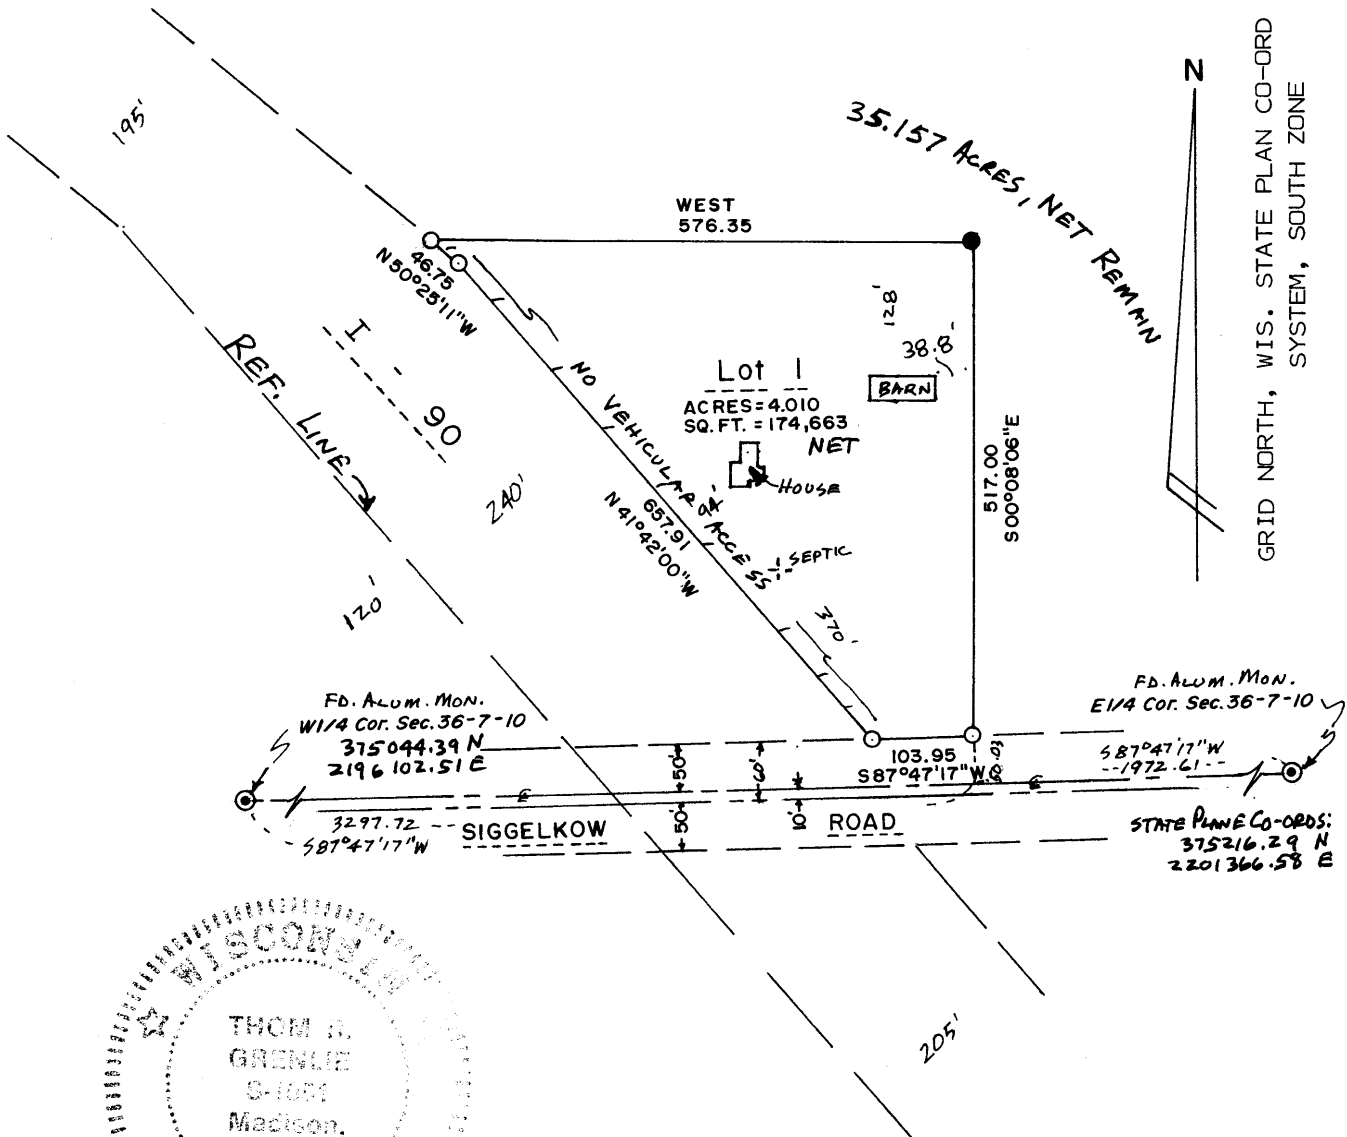 195'
35.157 ACRES, NET REMAIN
N
GRID NORTH, WIS. STATE PLAN CO-ORD
SYSTEM, SOUTH ZONE
WEST
576.35
46.75
N50°25'11"W
REF. LINE
I - 90
NO VEHICULAR ACCESS
128'
38.8'
BARN
Lot 1
ACRES=4.010
SQ.FT. =174,663
NET
HOUSE
94'
657.91
N41°42'00"W
SEPTIC
517.00
S00°08'06"E
240'
120'
370'
FD. ALUM. MON.
W1/4 Cor. Sec. 36-7-10
375044.39 N
2196102.51 E
FD. ALUM. MON.
E1/4 Cor. Sec. 36-7-10
103.95
S87°47'17"W
60.03
S87°47'17"W
1972.61
50'
60'
50'
10'
3297.72
S87°47'17"W
SIGGELKOW ROAD
STATE PLANE CO-ORDS:
375216.29 N
2201366.58 E
205'
WISCONSIN
THOM R.
GRENLIE
Madison,